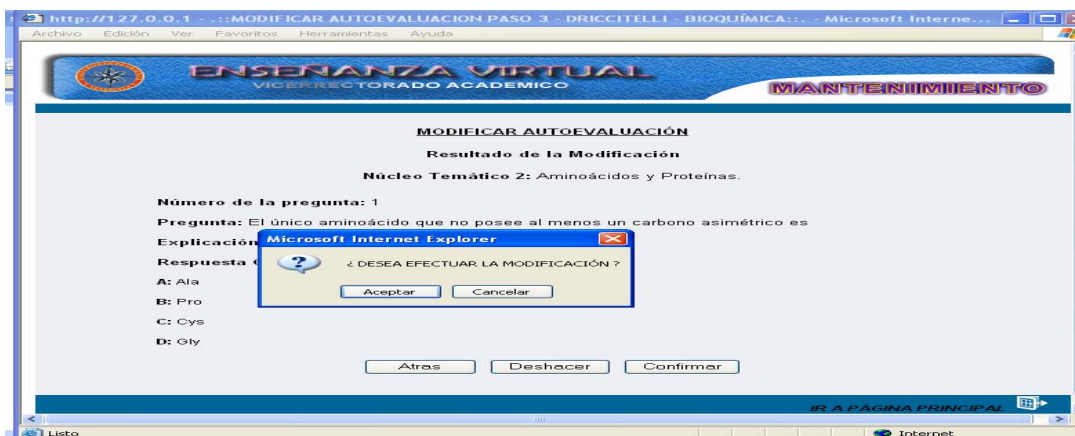 http://127.0.0.1 - .::MODIFICAR AUTOEVALUACION PASO 3 - DRICCITELLI - BIOQUÍMICA::. - Microsoft Interne...
Archivo Edición Ver Favoritos Herramientas Ayuda
ENSEÑANZA VIRTUAL
VICERRECTORADO ACADEMICO
MANTENIMIENTO
MODIFICAR AUTOEVALUACIÓN
Resultado de la Modificación
Núcleo Temático 2: Aminoácidos y Proteínas.
Número de la pregunta: 1
Pregunta: El único aminoácido que no posee al menos un carbono asimétrico es
Explicación
Microsoft Internet Explorer
Respuesta
¿ DESEA EFECTUAR LA MODIFICACIÓN ?
Aceptar Cancelar
A: Ala
B: Pro
C: Cys
D: Gly
Atras Deshacer Confirmar
IR A PÁGINA PRINCIPAL
Listo Internet